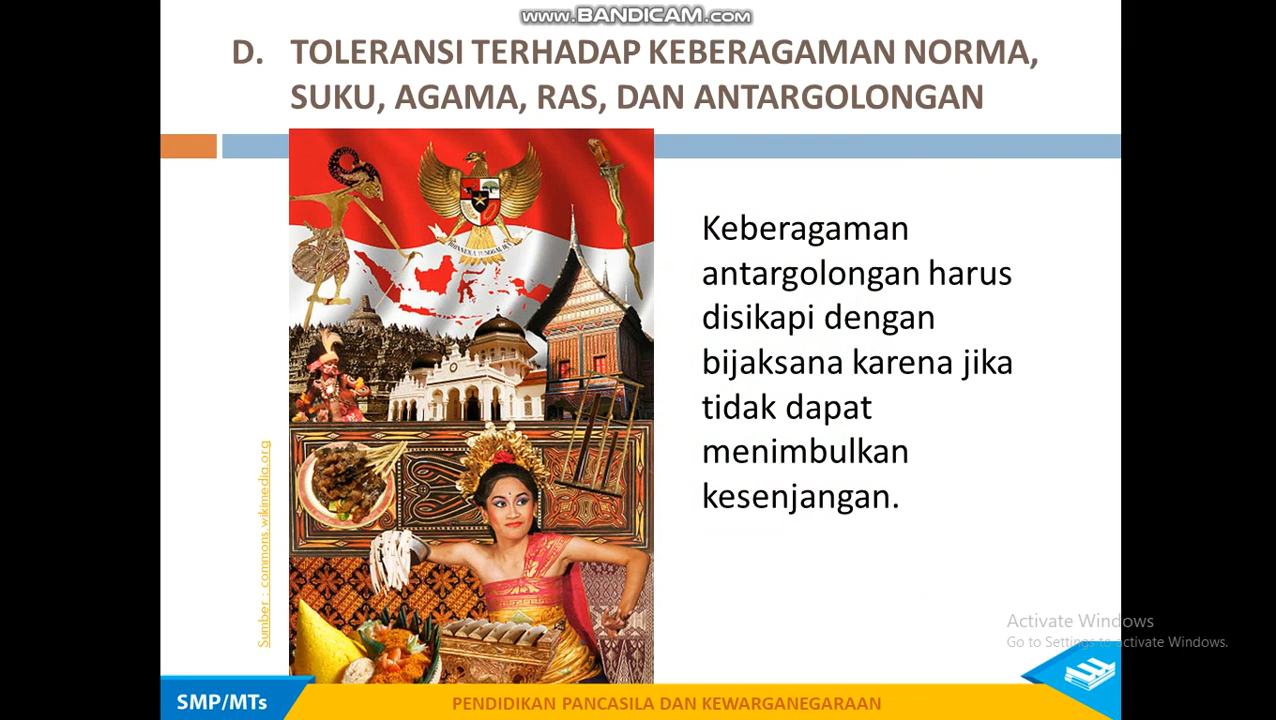 www.BANDICAM.com
D. TOLERANSI TERHADAP KEBERAGAMAN NORMA,
SUKU, AGAMA, RAS, DAN ANTARGOLONGAN
Keberagaman
antargolongan harus
disikapi dengan
bijaksana karena jika
tidak dapat
menimbulkan
kesenjangan.
Sumber : commons.wikimedia.org
Activate Windows
Go to Settings to activate Windows.
SMP/MTs
PENDIDIKAN PANCASILA DAN KEWARGANEGARAAN